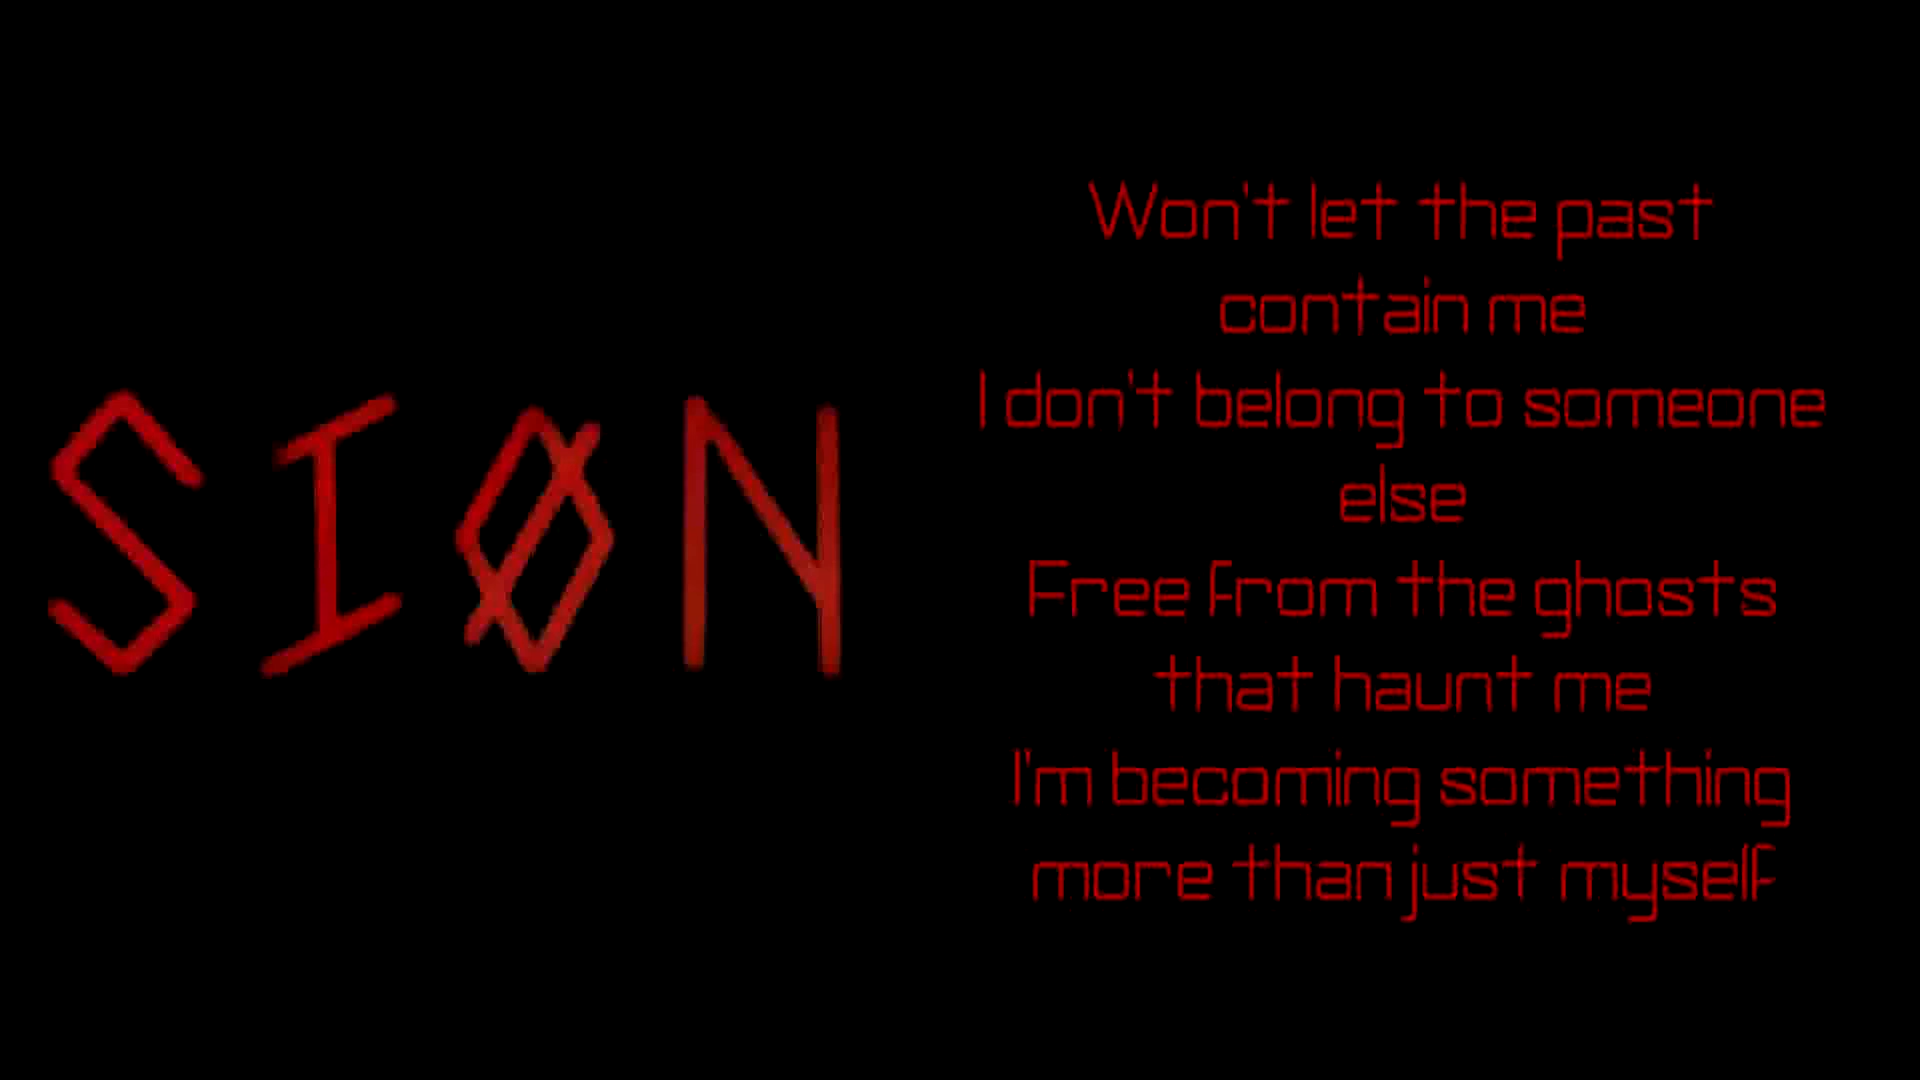 SIØN
Won't let the past
contain me
I don't belong to someone
else
Free from the ghosts
that haunt me
I'm becoming something
more than just myself